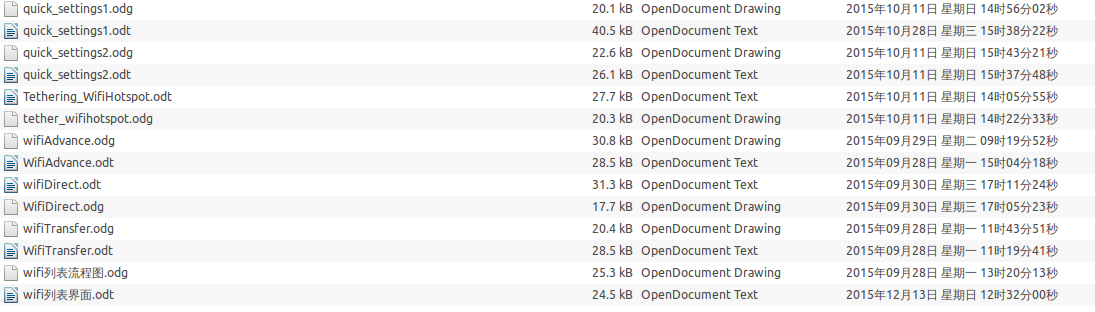 quick_settings1.odg 20.1 kB OpenDocument Drawing 2015年10月11日 星期日 14时56分02秒
quick_settings1.odt 40.5 kB OpenDocument Text 2015年10月28日 星期三 15时38分22秒
quick_settings2.odg 22.6 kB OpenDocument Drawing 2015年10月11日 星期日 15时43分21秒
quick_settings2.odt 26.1 kB OpenDocument Text 2015年10月11日 星期日 15时37分48秒
Tethering_WifiHotspot.odt 27.7 kB OpenDocument Text 2015年10月11日 星期日 14时05分55秒
tether_wifihotspot.odg 20.3 kB OpenDocument Drawing 2015年10月11日 星期日 14时22分33秒
wifiAdvance.odg 30.8 kB OpenDocument Drawing 2015年09月29日 星期二 09时19分52秒
WifiAdvance.odt 28.5 kB OpenDocument Text 2015年09月28日 星期一 15时04分18秒
wifiDirect.odt 31.3 kB OpenDocument Text 2015年09月30日 星期三 17时11分24秒
WifiDirect.odg 17.7 kB OpenDocument Drawing 2015年09月30日 星期三 17时05分23秒
wifiTransfer.odg 20.4 kB OpenDocument Drawing 2015年09月28日 星期一 11时43分51秒
WifiTransfer.odt 28.5 kB OpenDocument Text 2015年09月28日 星期一 11时19分41秒
wifi列表流程图.odg 25.3 kB OpenDocument Drawing 2015年09月28日 星期一 13时20分13秒
wifi列表界面.odt 24.5 kB OpenDocument Text 2015年12月13日 星期日 12时32分00秒